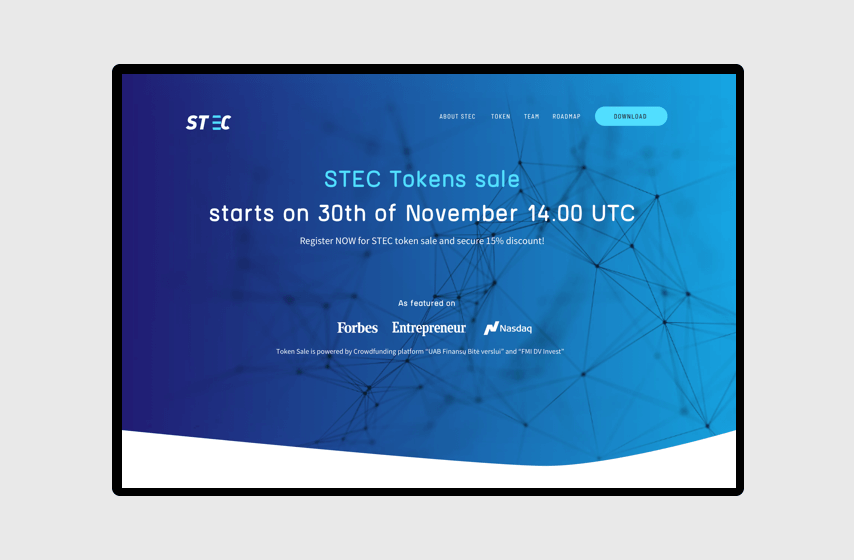 STEC
ABOUT STEC TOKEN TEAM ROADMAP DOWNLOAD
STEC Tokens sale
starts on 30th of November 14.00 UTC
Register NOW for STEC token sale and secure 15% discount!
As featured on
Forbes Entrepreneur Nasdaq
Token Sale is powered by Crowdfunding platform “UAB Finansų Bitė verslui” and “FMI DV Invest”